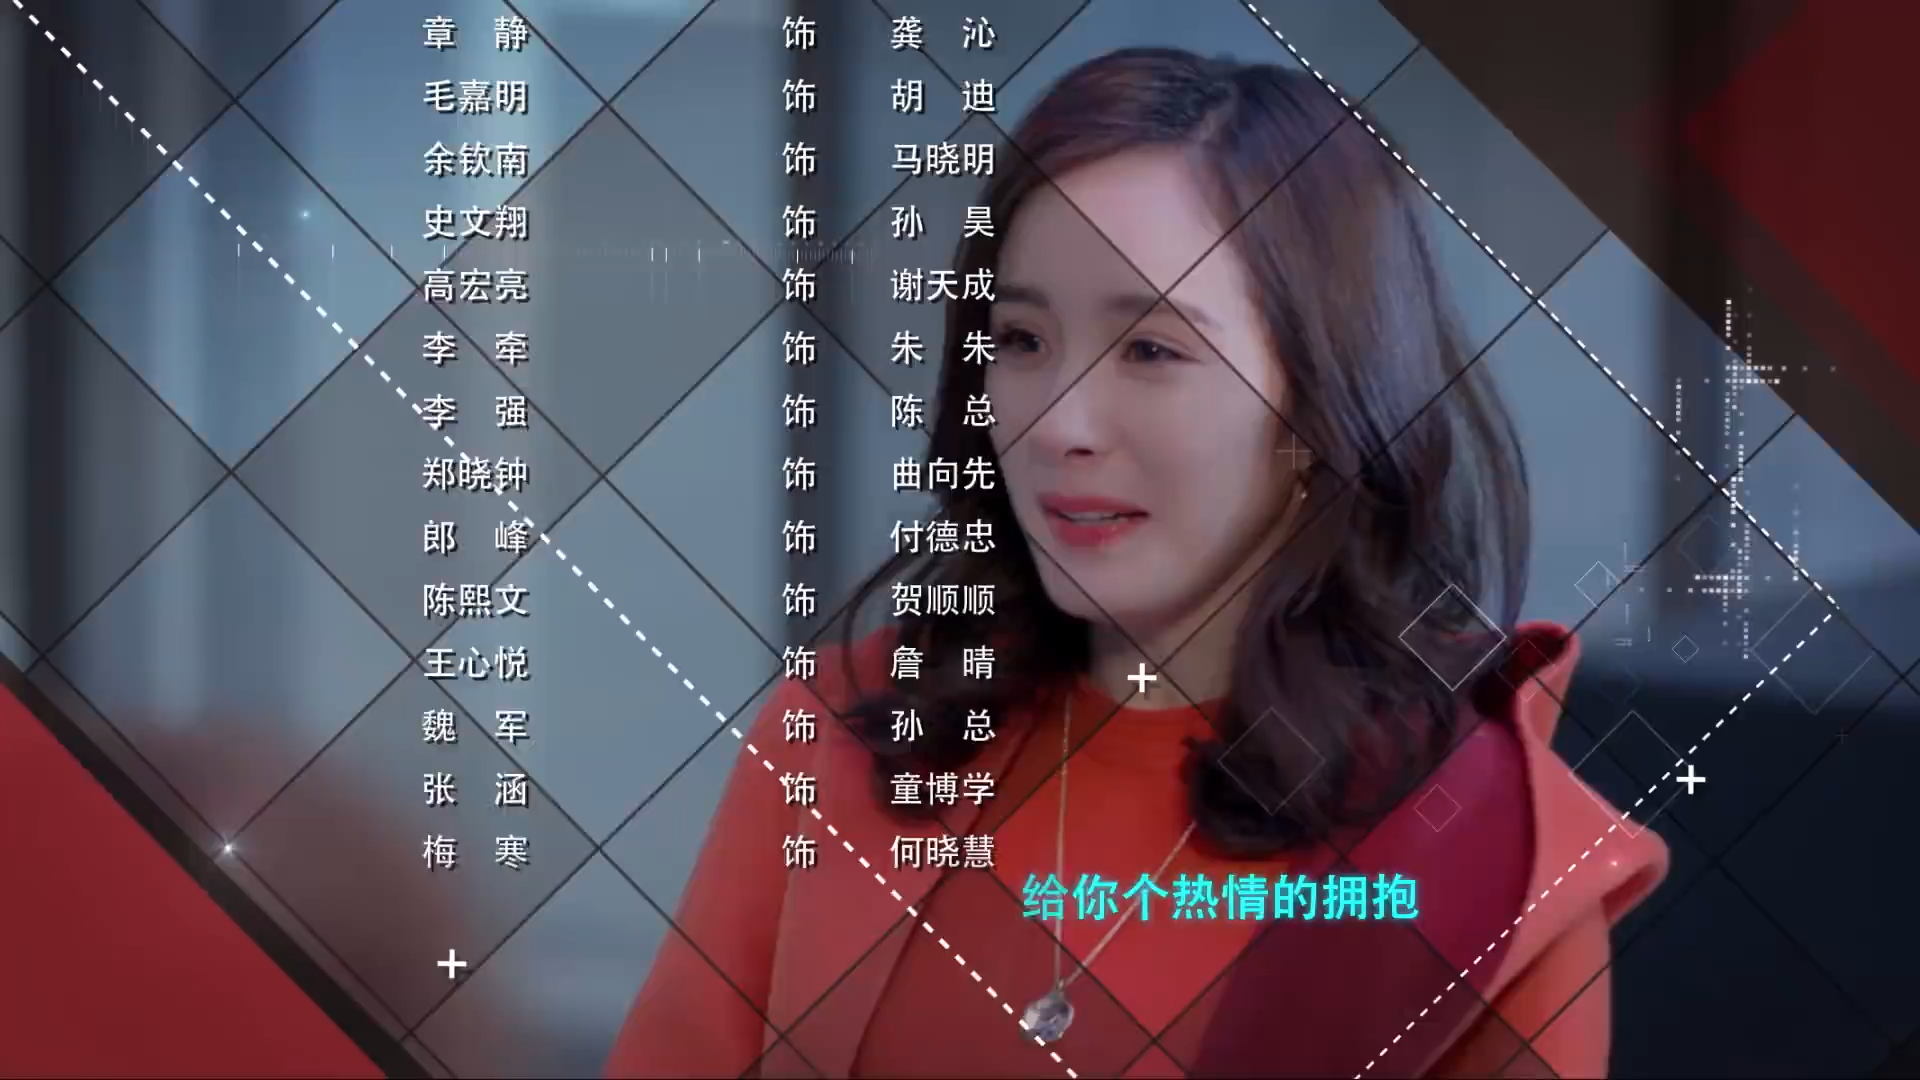 章静 饰 龚沁
毛嘉明 饰 胡迪
余钦南 饰 马晓明
史文翔 饰 孙昊
高宏亮 饰 谢天成
李牵 饰 朱朱
李强 饰 陈总
郑晓钟 饰 曲向先
郎峰 饰 付德忠
陈熙文 饰 贺顺顺
王心悦 饰 詹晴
魏军 饰 孙总
张涵 饰 童博学
梅寒 饰 何晓慧
给你个热情的拥抱